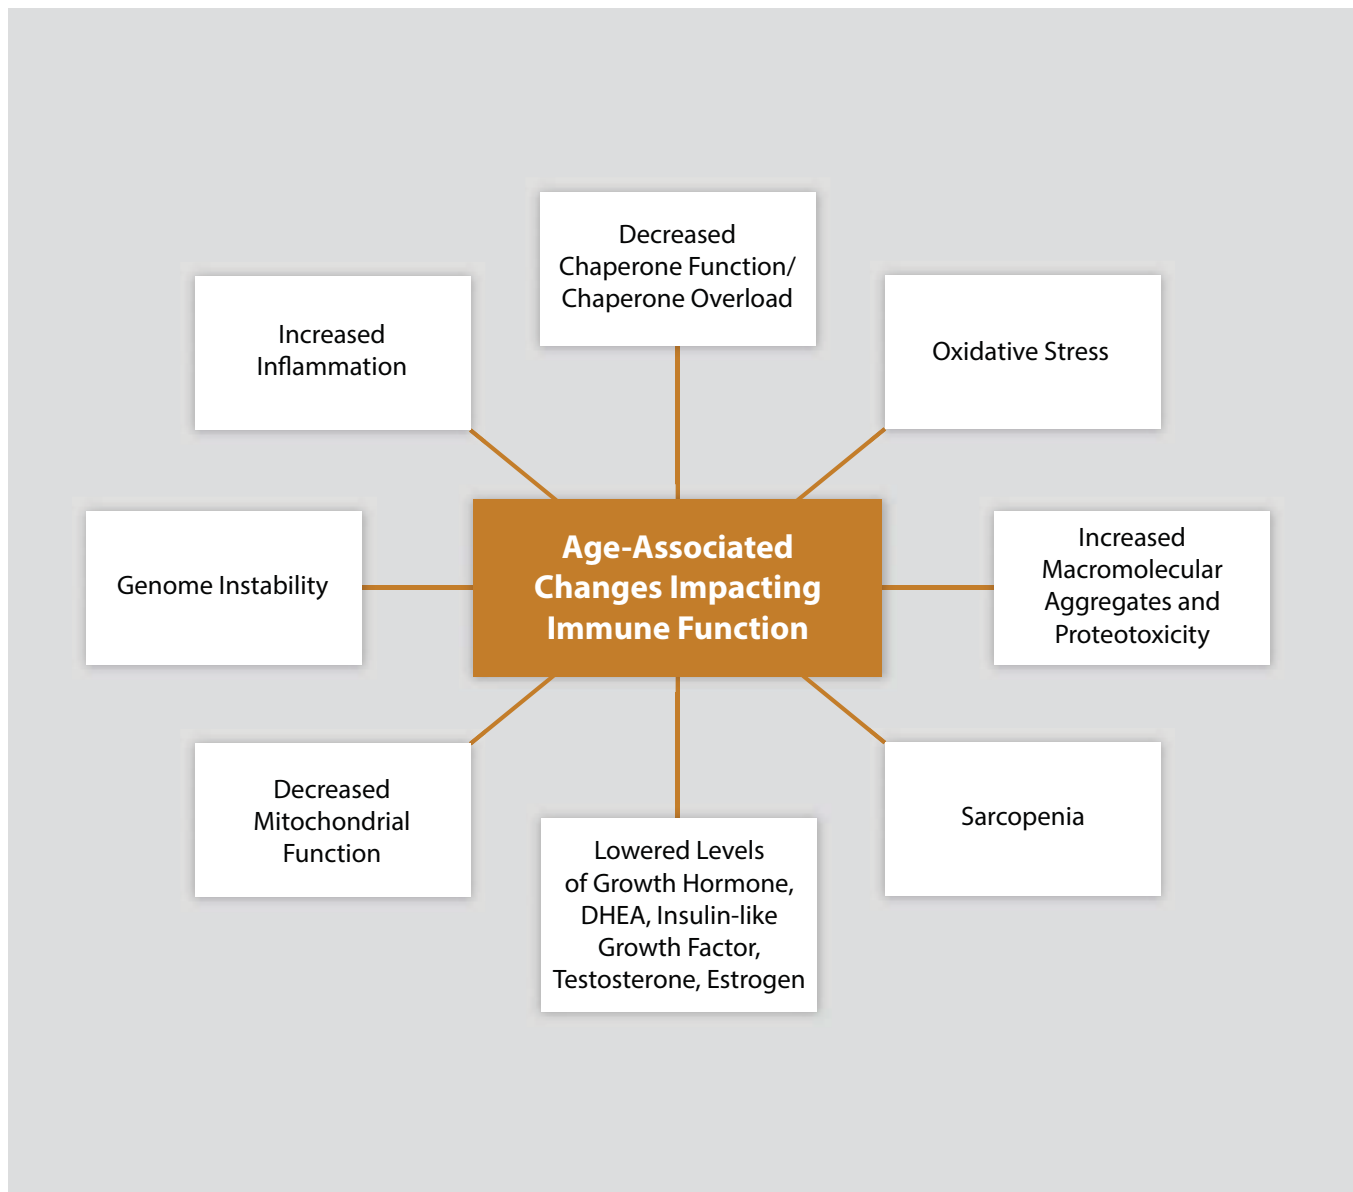 Decreased
Chaperone Function/
Chaperone Overload
Increased
Inflammation
Oxidative Stress
Age-Associated
Changes Impacting
Immune Function
Genome Instability
Increased
Macromolecular
Aggregates and
Proteotoxicity
Decreased
Mitochondrial
Function
Sarcopenia
Lowered Levels
of Growth Hormone,
DHEA, Insulin-like
Growth Factor,
Testosterone, Estrogen